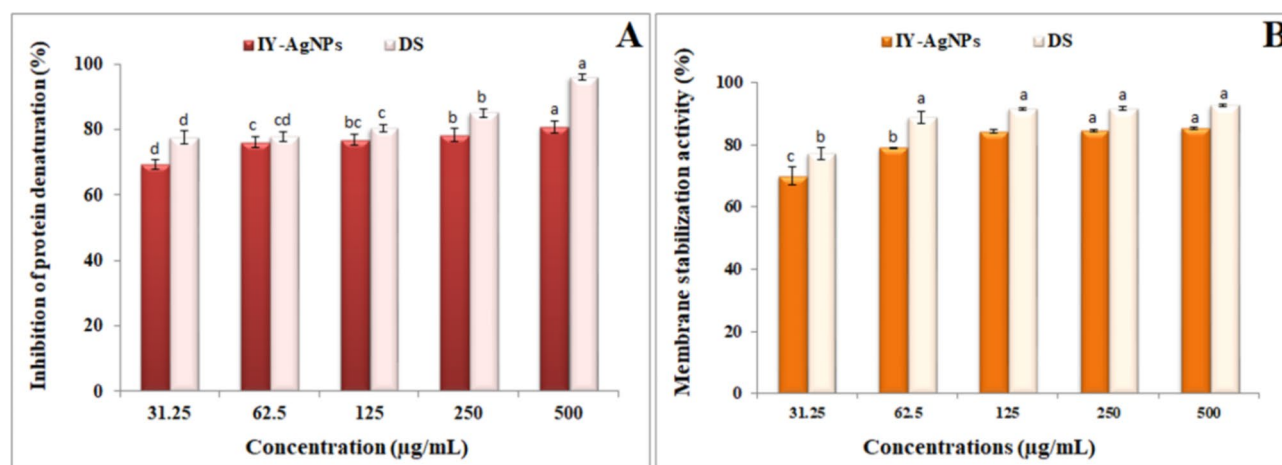 IY-AgNPs DS A
Inhibition of protein denaturation (%)
100
80
60
40
20
0
d d c cd bc c b b a a
31.25 62.5 125 250 500
Concentration (µg/mL)
IY-AgNPs DS B
Membrane stabilization activity (%)
100
80
60
40
20
0
c b b a a a a a a
31.25 62.5 125 250 500
Concentrations (µg/mL)